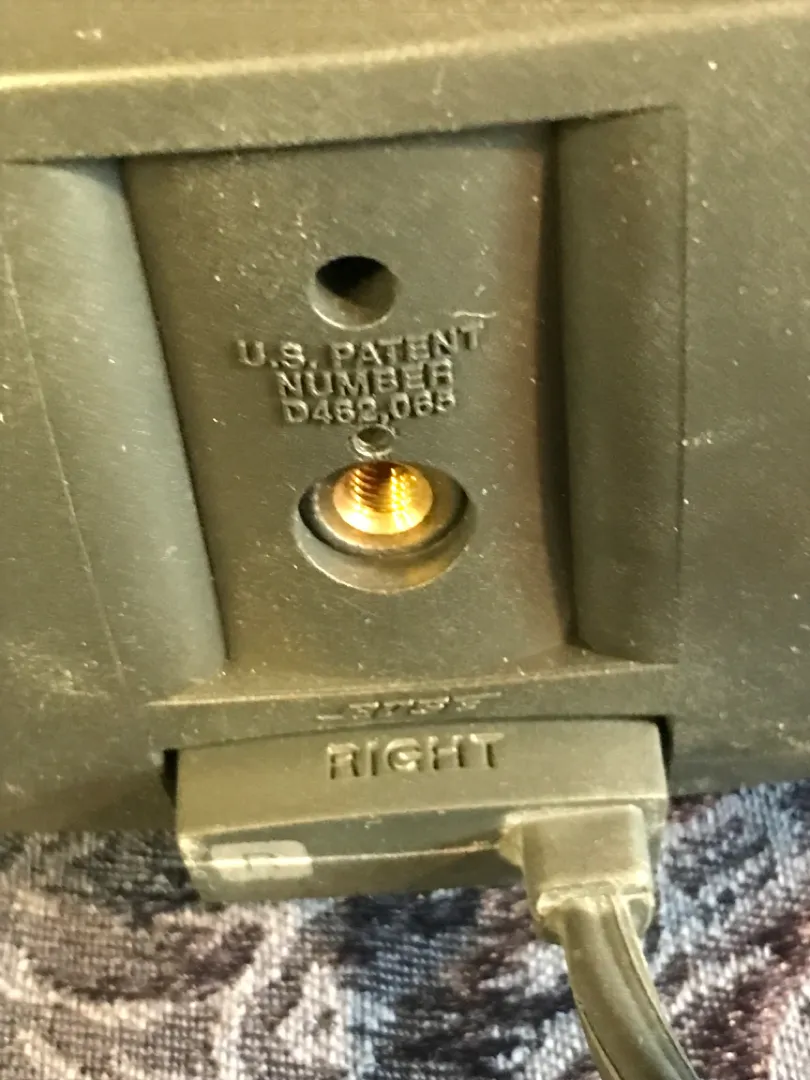 U.S. PATENT
NUMBER
D462,065
RIGHT